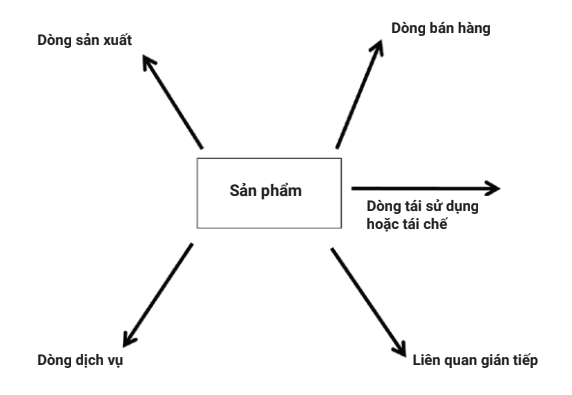 Dòng bán hàng
Dòng sản xuất
Sản phẩm
Dòng tái sử dụng
hoặc tái chế
Dòng dịch vụ
Liên quan gián tiếp